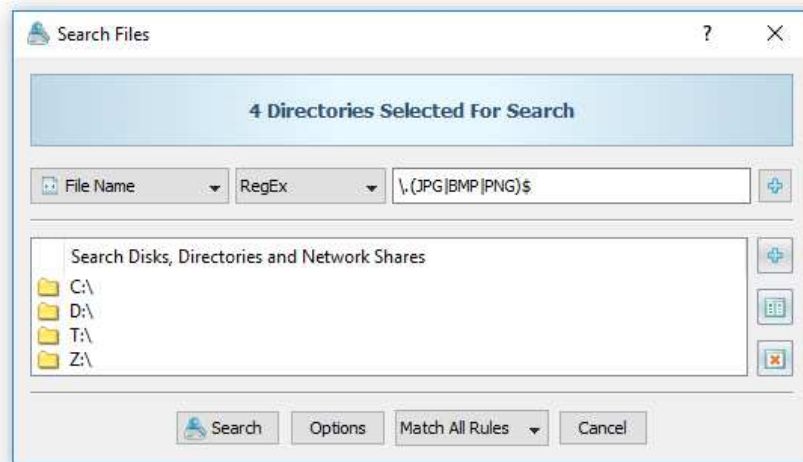 Search Files
4 Directories Selected For Search
File Name RegEx \.(JPG|BMP|PNG)$
Search Disks, Directories and Network Shares
C:\
D:\
T:\
Z:\
Search Options Match All Rules Cancel